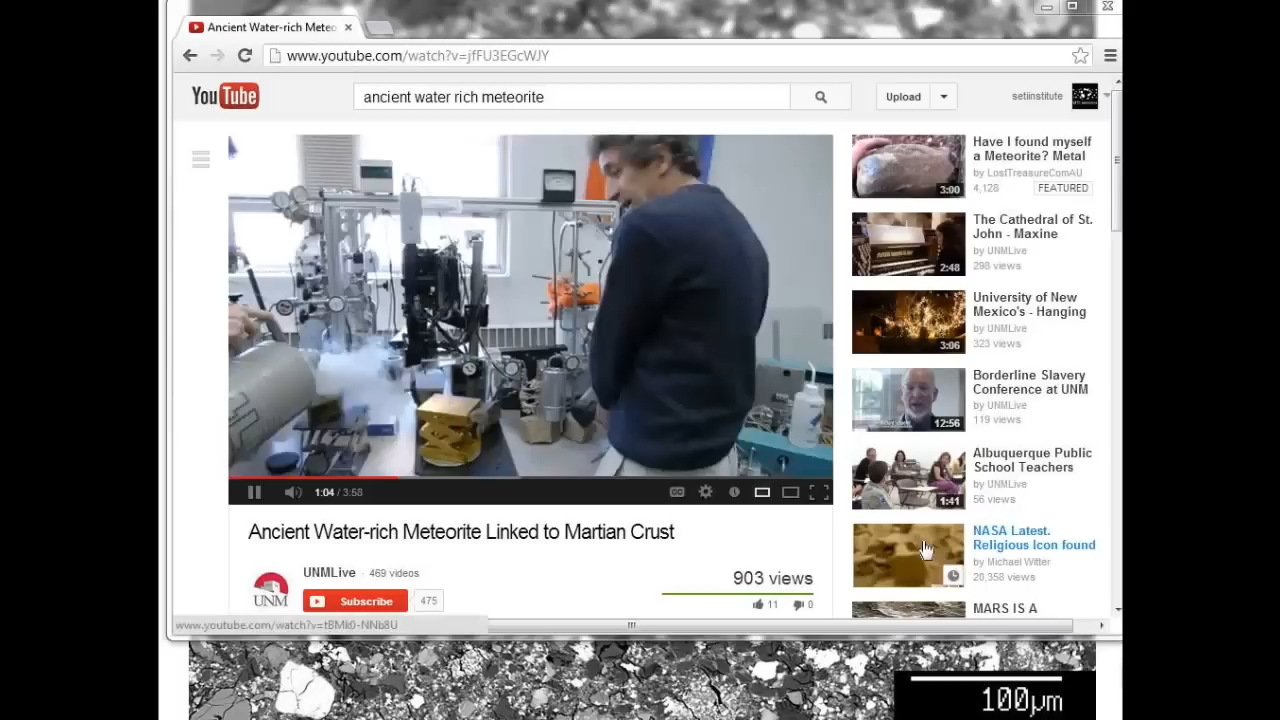 Ancient Water-rich Meteo
www.youtube.com/watch?v=jfFU3EGcWJY
YouTube
ancient water rich meteorite
Upload
setiinstitute
Have I found myself
a Meteorite? Metal
by LostTreasureComAU
4,128
FEATURED
3:00
The Cathedral of St.
John - Maxine
by UNMLive
298 views
2:48
University of New
Mexico's - Hanging
by UNMLive
323 views
3:06
Borderline Slavery
Conference at UNM
by UNMLive
119 views
12:56
Albuquerque Public
School Teachers
by UNMLive
56 views
1:41
NASA Latest.
Religious Icon found
by Michael Witter
20,358 views
MARS IS A
1:04 / 3:58
CC
Ancient Water-rich Meteorite Linked to Martian Crust
UNM
UNMLive · 469 videos
Subscribe
475
903 views
11
0
www.youtube.com/watch?v=tBMk0-NNb8U
100µm